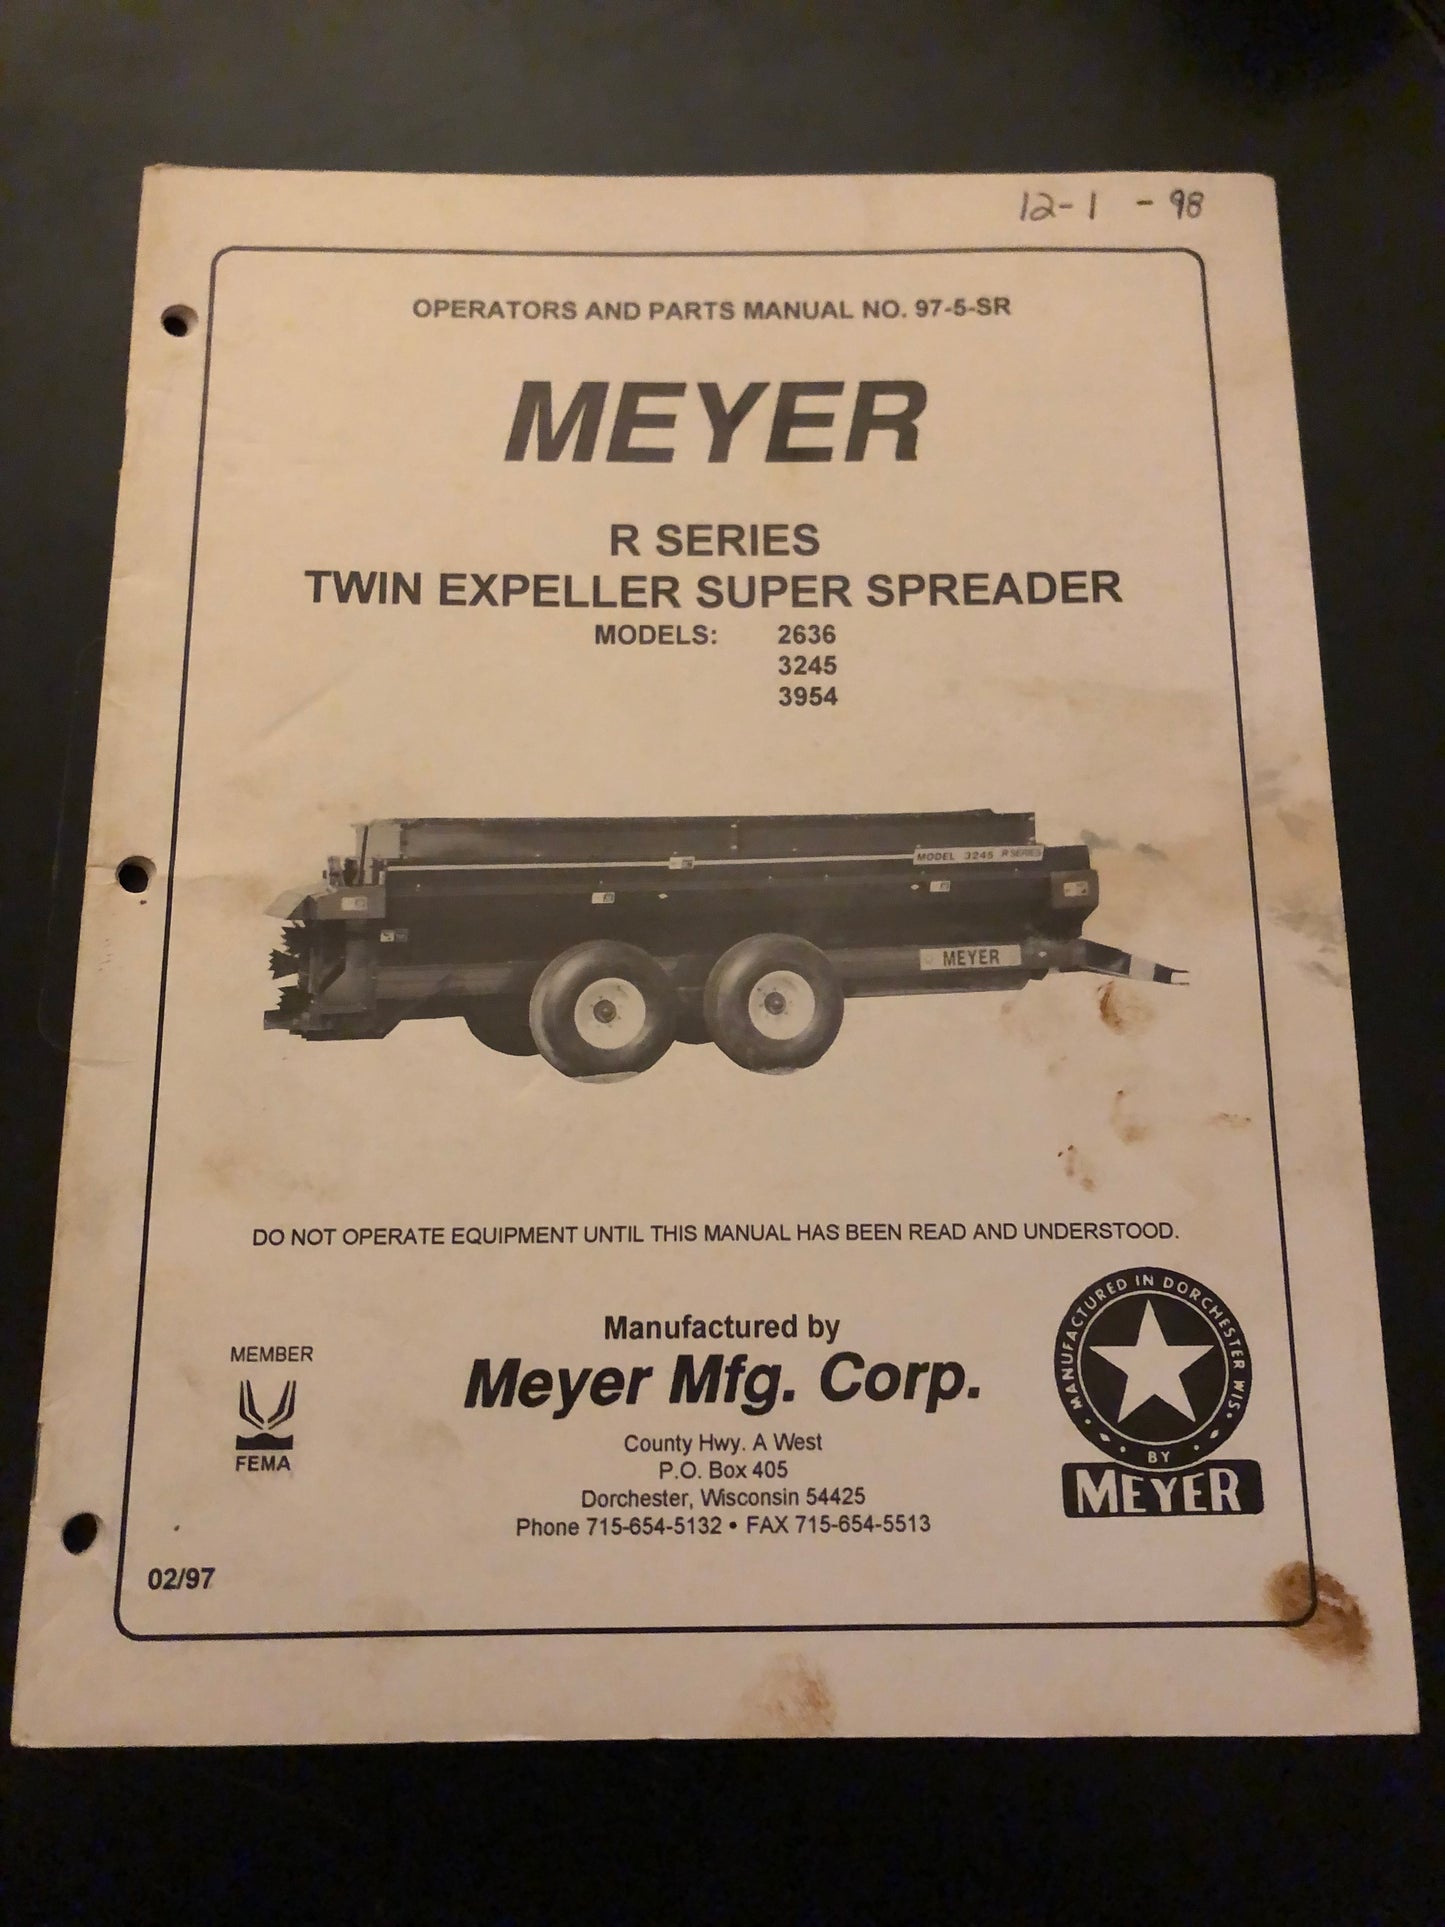 12-1 - 98
OPERATORS AND PARTS MANUAL NO. 97-5-SR
MEYER
R SERIES
TWIN EXPELLER SUPER SPREADER
MODELS: 2636
3245
3954
MODEL 3245 R SERIES
MEYER
DO NOT OPERATE EQUIPMENT UNTIL THIS MANUAL HAS BEEN READ AND UNDERSTOOD.
MEMBER
FEMA
Manufactured by
Meyer Mfg. Corp.
County Hwy. A West
P.O. Box 405
Dorchester, Wisconsin 54425
Phone 715-654-5132 • FAX 715-654-5513
• MANUFACTURED IN DORCHESTER WIS. •
BY
MEYER
02/97